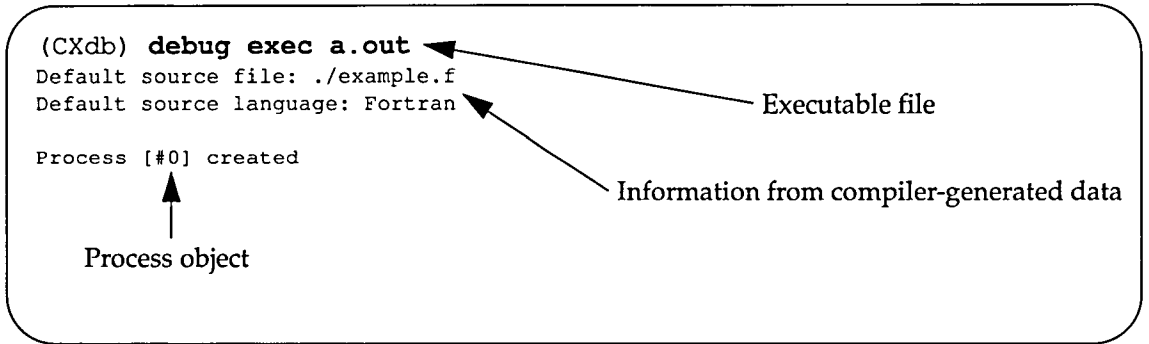 (CXdb) debug exec a.out
Default source file: ./example.f
Default source language: Fortran
Executable file
Process [#0] created
Information from compiler-generated data
Process object